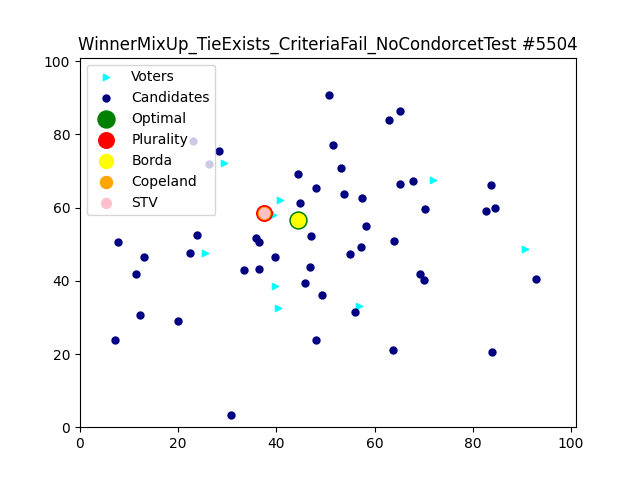 WinnerMixUp_TieExists_CriteriaFail_NoCondorcetTest #5504
100
80
60
40
20
0
Voters
Candidates
Optimal
Plurality
Borda
Copeland
STV
0 20 40 60 80 100